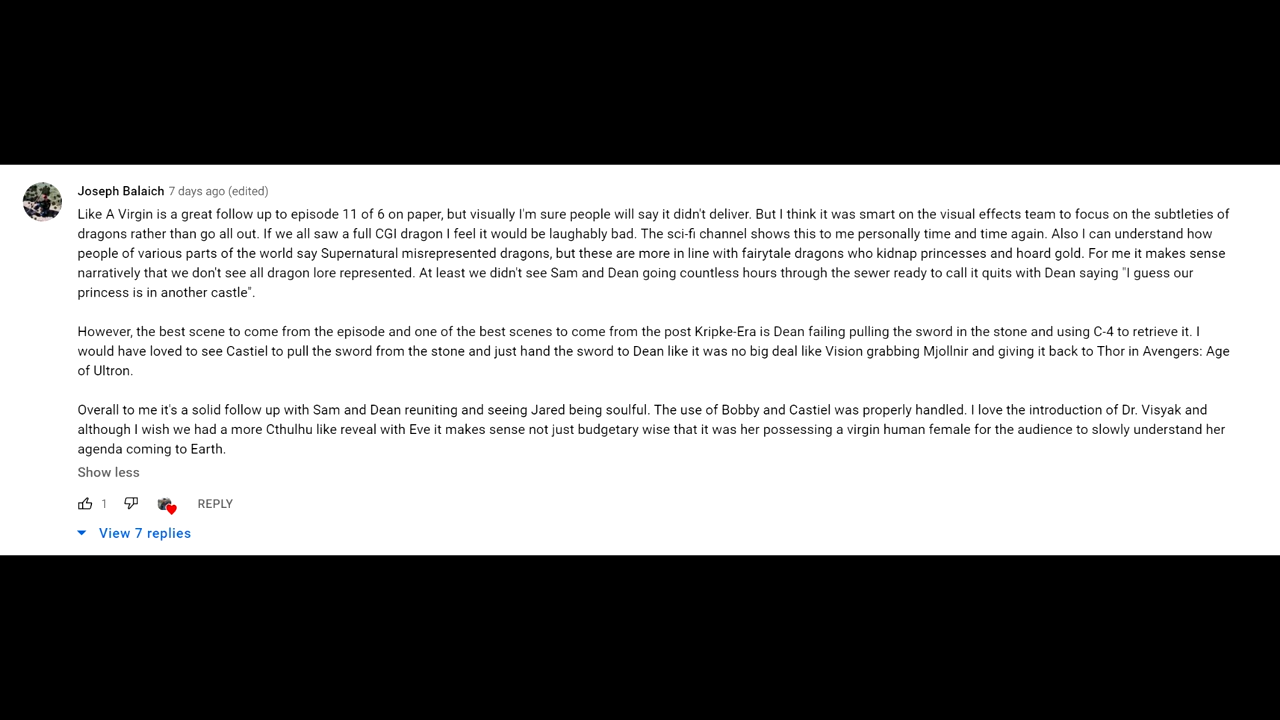 Joseph Balaich 7 days ago (edited)
Like A Virgin is a great follow up to episode 11 of 6 on paper, but visually I'm sure people will say it didn't deliver. But I think it was smart on the visual effects team to focus on the subtleties of
dragons rather than go all out. If we all saw a full CGI dragon I feel it would be laughably bad. The sci-fi channel shows this to me personally time and time again. Also I can understand how
people of various parts of the world say Supernatural misrepresented dragons, but these are more in line with fairytale dragons who kidnap princesses and hoard gold. For me it makes sense
narratively that we don't see all dragon lore represented. At least we didn't see Sam and Dean going countless hours through the sewer ready to call it quits with Dean saying "I guess our
princess is in another castle".
However, the best scene to come from the episode and one of the best scenes to come from the post Kripke-Era is Dean failing pulling the sword in the stone and using C-4 to retrieve it. I
would have loved to see Castiel to pull the sword from the stone and just hand the sword to Dean like it was no big deal like Vision grabbing Mjollnir and giving it back to Thor in Avengers: Age
of Ultron.
Overall to me it's a solid follow up with Sam and Dean reuniting and seeing Jared being soulful. The use of Bobby and Castiel was properly handled. I love the introduction of Dr. Visyak and
although I wish we had a more Cthulhu like reveal with Eve it makes sense not just budgetary wise that it was her possessing a virgin human female for the audience to slowly understand her
agenda coming to Earth.
Show less
1 REPLY
View 7 replies